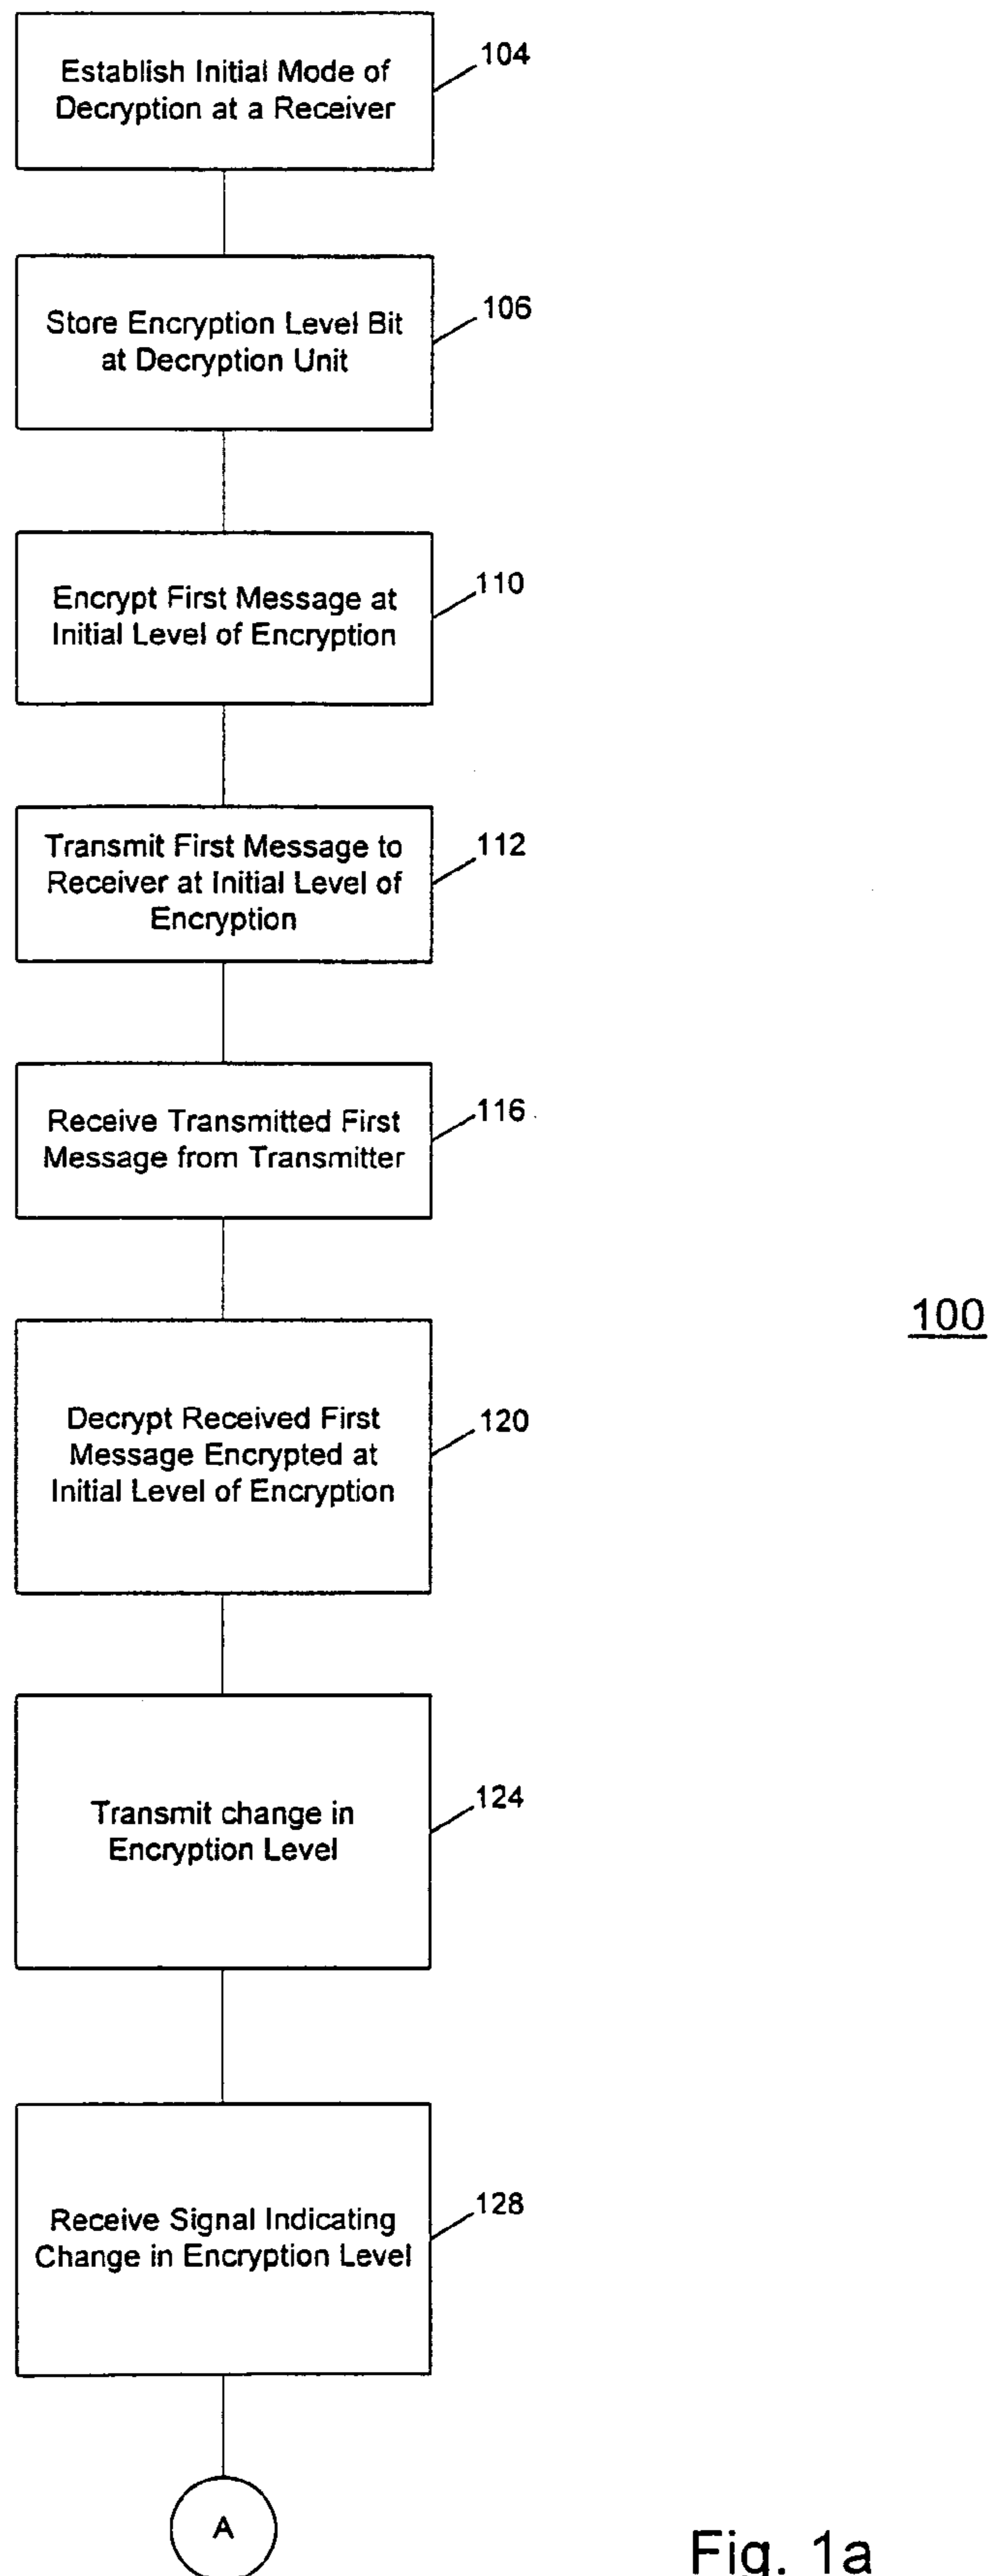 Establish Initial Mode of
Decryption at a Receiver
104
Store Encryption Level Bit
at Decryption Unit
106
Encrypt First Message at
Initial Level of Encryption
110
Transmit First Message to
Receiver at Initial Level of
Encryption
112
Receive Transmitted First
Message from Transmitter
116
100
Decrypt Received First
Message Encrypted at
Initial Level of Encryption
120
Transmit change in
Encryption Level
124
Receive Signal Indicating
Change in Encryption Level
128
A
Fig. 1a